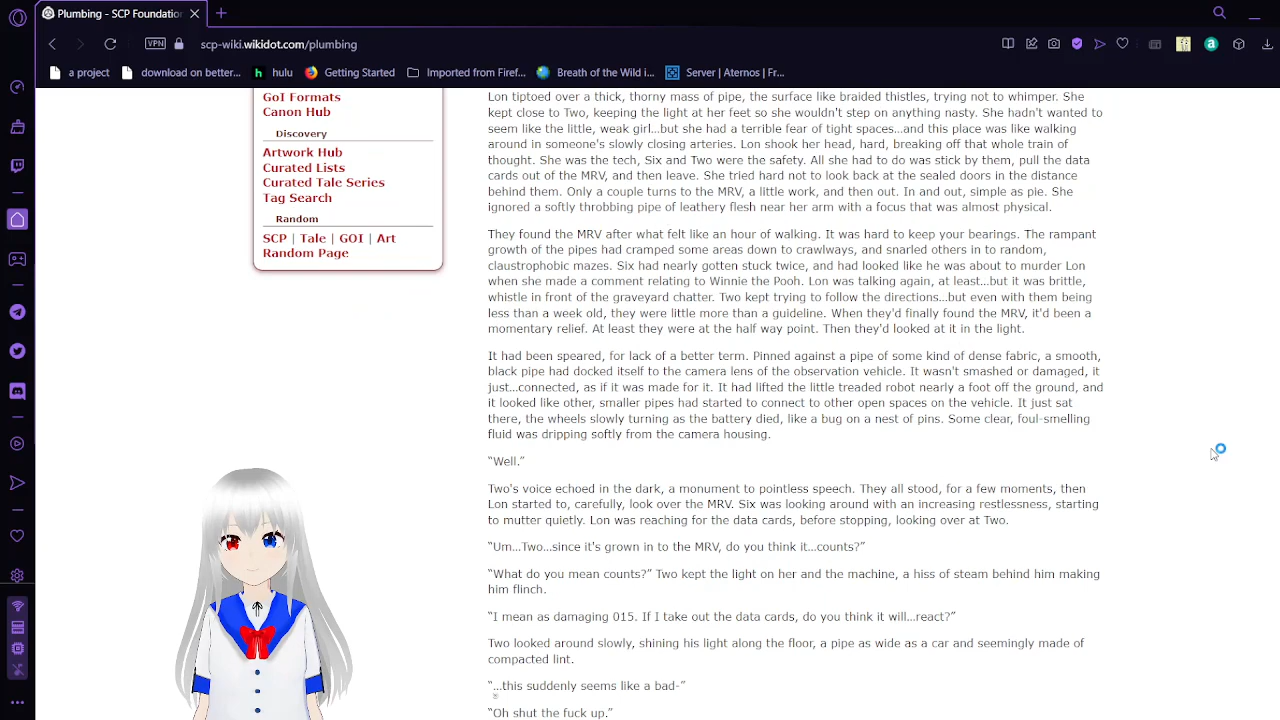 Plumbing - SCP Foundation
VPN
scp-wiki.wikidot.com/plumbing
a project
download on better...
hulu
Getting Started
Imported from Firef...
Breath of the Wild i...
Server | Aternos | Fr...
GoI Formats
Canon Hub
Discovery
Artwork Hub
Curated Lists
Curated Tale Series
Tag Search
Random
SCP | Tale | GOI | Art
Random Page
Lon tiptoed over a thick, thorny mass of pipe, the surface like braided thistles, trying not to whimper. She
kept close to Two, keeping the light at her feet so she wouldn't step on anything nasty. She hadn't wanted to
seem like the little, weak girl…but she had a terrible fear of tight spaces…and this place was like walking
around in someone's slowly closing arteries. Lon shook her head, hard, breaking off that whole train of
thought. She was the tech, Six and Two were the safety. All she had to do was stick by them, pull the data
cards out of the MRV, and then leave. She tried hard not to look back at the sealed doors in the distance
behind them. Only a couple turns to the MRV, a little work, and then out. In and out, simple as pie. She
ignored a softly throbbing pipe of leathery flesh near her arm with a focus that was almost physical.
They found the MRV after what felt like an hour of walking. It was hard to keep your bearings. The rampant
growth of the pipes had cramped some areas down to crawlways, and snarled others in to random,
claustrophobic mazes. Six had nearly gotten stuck twice, and had looked like he was about to murder Lon
when she made a comment relating to Winnie the Pooh. Lon was talking again, at least…but it was brittle,
whistle in front of the graveyard chatter. Two kept trying to follow the directions…but even with them being
less than a week old, they were little more than a guideline. When they'd finally found the MRV, it'd been a
momentary relief. At least they were at the half way point. Then they'd looked at it in the light.
It had been speared, for lack of a better term. Pinned against a pipe of some kind of dense fabric, a smooth,
black pipe had docked itself to the camera lens of the observation vehicle. It wasn't smashed or damaged, it
just…connected, as if it was made for it. It had lifted the little treaded robot nearly a foot off the ground, and
it looked like other, smaller pipes had started to connect to other open spaces on the vehicle. It just sat
there, the wheels slowly turning as the battery died, like a bug on a nest of pins. Some clear, foul-smelling
fluid was dripping softly from the camera housing.
“Well.”
Two's voice echoed in the dark, a monument to pointless speech. They all stood, for a few moments, then
Lon started to, carefully, look over the MRV. Six was looking around with an increasing restlessness, starting
to mutter quietly. Lon was reaching for the data cards, before stopping, looking over at Two.
“Um…Two…since it's grown in to the MRV, do you think it…counts?”
“What do you mean counts?” Two kept the light on her and the machine, a hiss of steam behind him making
him flinch.
“I mean as damaging 015. If I take out the data cards, do you think it will…react?”
Two looked around slowly, shining his light along the floor, a pipe as wide as a car and seemingly made of
compacted lint.
“…this suddenly seems like a bad-”
“Oh shut the fuck up.”